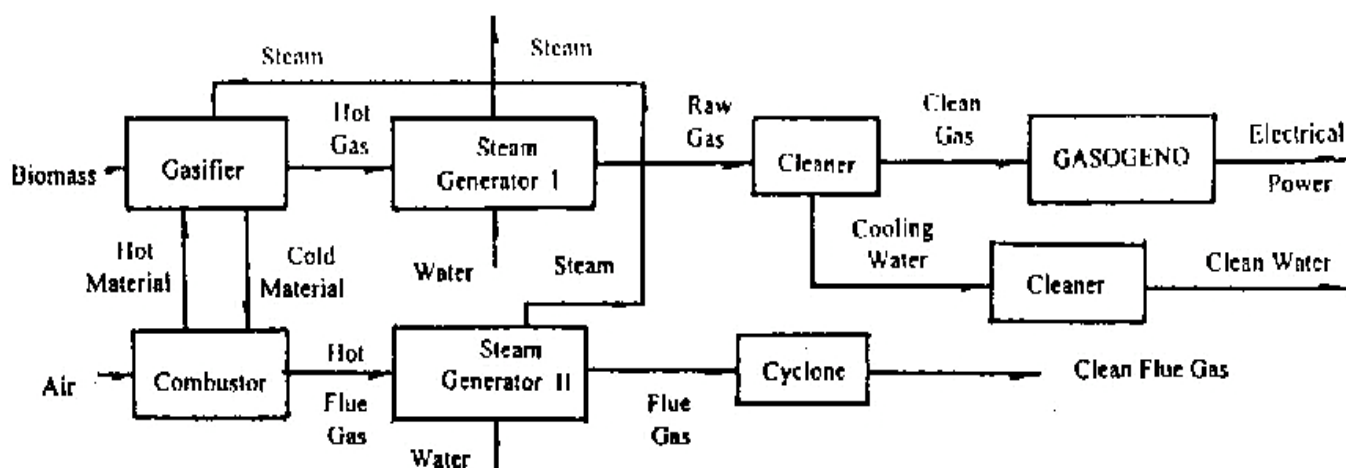 Steam
Steam
Hot
Gas
Raw
Gas
Clean
Gas
Electrical
Power
Biomass
Gasifier
Steam
Generator I
Cleaner
GASOGENO
Hot
Material
Cold
Material
Water
Steam
Cooling
Water
Cleaner
Clean Water
Air
Combustor
Hot
Flue
Gas
Steam
Generator II
Flue
Gas
Cyclone
Clean Flue Gas
Water